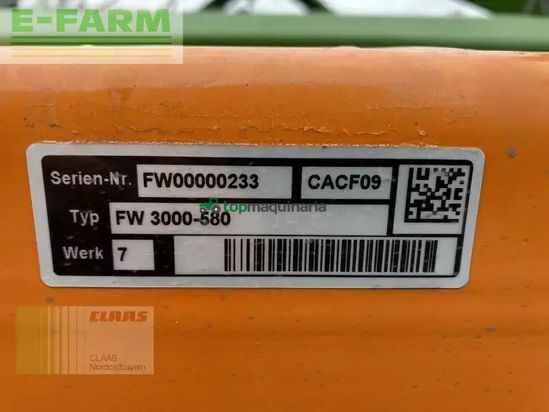 E-FARM
Serien-Nr. FW00000233 CACF09
topmaquinaria
Typ FW 3000-580
Werk 7
CLAAS
CLAAS
Nordostbayern